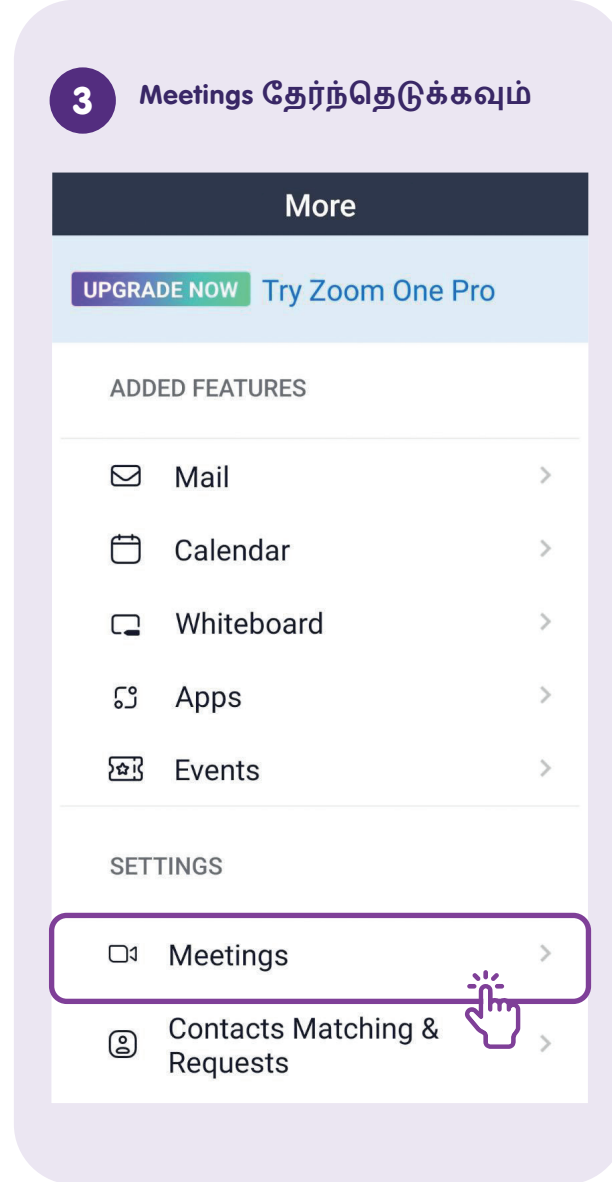 3 Meetings தேர்ந்தெடுக்கவும்
More
UPGRADE NOW Try Zoom One Pro
ADDED FEATURES
Mail
Calendar
Whiteboard
Apps
Events
SETTINGS
Meetings
Contacts Matching &
Requests